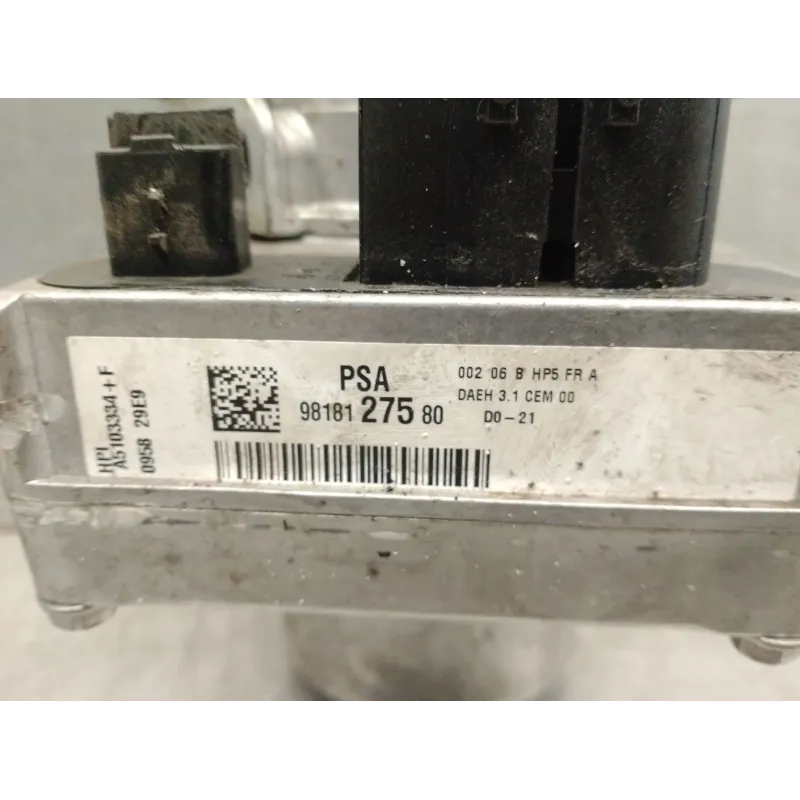 HPI
A5103334++F
0958 29E9
PSA
98181 275 80
002 06 B HP5 FR A
DAEH 3.1 CEM 00
D0-21